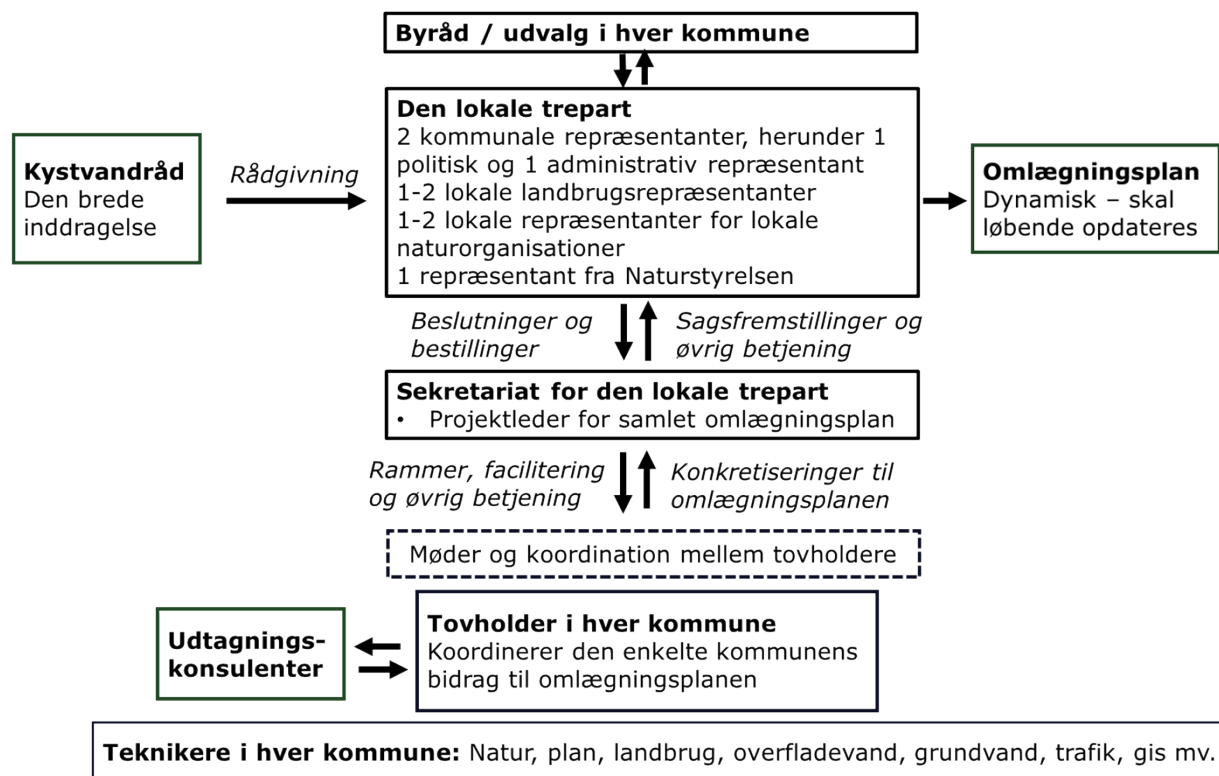 Byråd / udvalg i hver kommune
Den lokale trepart
2 kommunale repræsentanter, herunder 1
politisk og 1 administrativ repræsentant
1-2 lokale landbrugsrepræsentanter
1-2 lokale repræsentanter for lokale
naturorganisationer
1 repræsentant fra Naturstyrelsen
Kystvandråd
Den brede
inddragelse
Rådgivning
Omlægningsplan
Dynamisk – skal
løbende opdateres
Beslutninger og
bestillinger
Sagsfremstillinger og
øvrig betjening
Sekretariat for den lokale trepart
• Projektleder for samlet omlægningsplan
Rammer, facilitering
og øvrig betjening
Konkretiseringer til
omlægningsplanen
Møder og koordination mellem tovholdere
Udtagnings-
konsulenter
Tovholder i hver kommune
Koordinerer den enkelte kommunens
bidrag til omlægningsplanen
Teknikere i hver kommune: Natur, plan, landbrug, overfladevand, grundvand, trafik, gis mv.